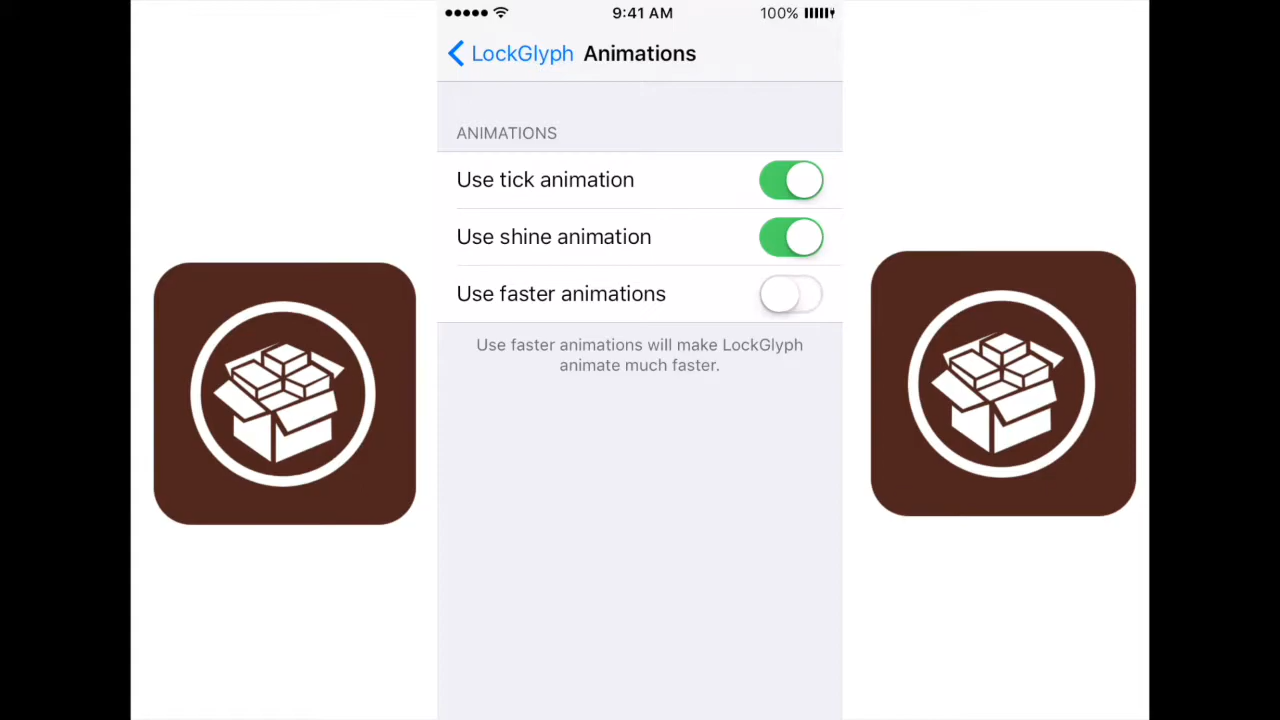 9:41 AM
100%
LockGlyph Animations
ANIMATIONS
Use tick animation
Use shine animation
Use faster animations
Use faster animations will make LockGlyph
animate much faster.